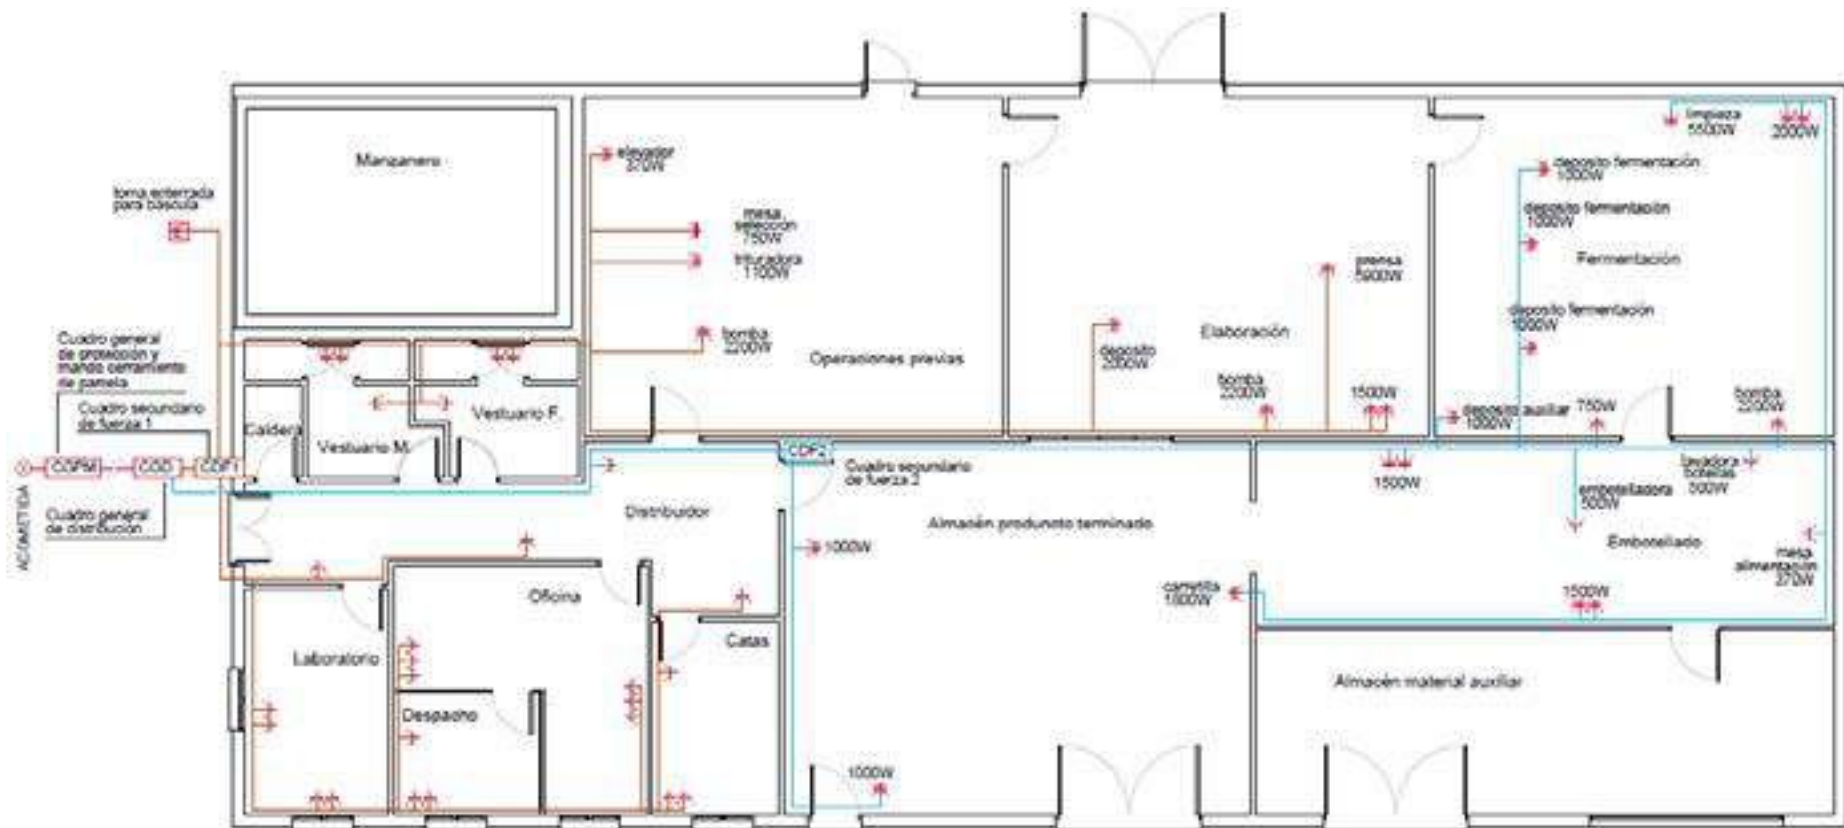 Manzanero
toma enterrada
para báscula
elevador
370W
mesa
selección
750W
trituradora
1100W
bomba
2200W
Operaciones previas
Cuadro general
de protección y
mando cerramiento
de parcela
Cuadro secundario
de fuerza 1
Caldera
Vestuario M.
Vestuario F.
CGPM
CGD
CDF1
ACOMETIDA
Cuadro general
de distribución
deposito
2200W
Elaboración
prensa
5900W
bomba
2200W
1500W
limpieza
5500W
2000W
deposito fermentación
1000W
deposito fermentación
1000W
Fermentación
deposito fermentación
1000W
deposito auxiliar
1000W
750W
bomba
2200W
CDF2
Cuadro secundario
de fuerza 2
Distribuidor
Almacén produnoto terminado
1000W
1500W
embotelladora
500W
lavadora
botellas
500W
Embotellado
mesa
alimentación
370W
carretilla
1800W
1500W
Oficina
Laboratorio
Despacho
Catas
Almacén material auxiliar
1000W